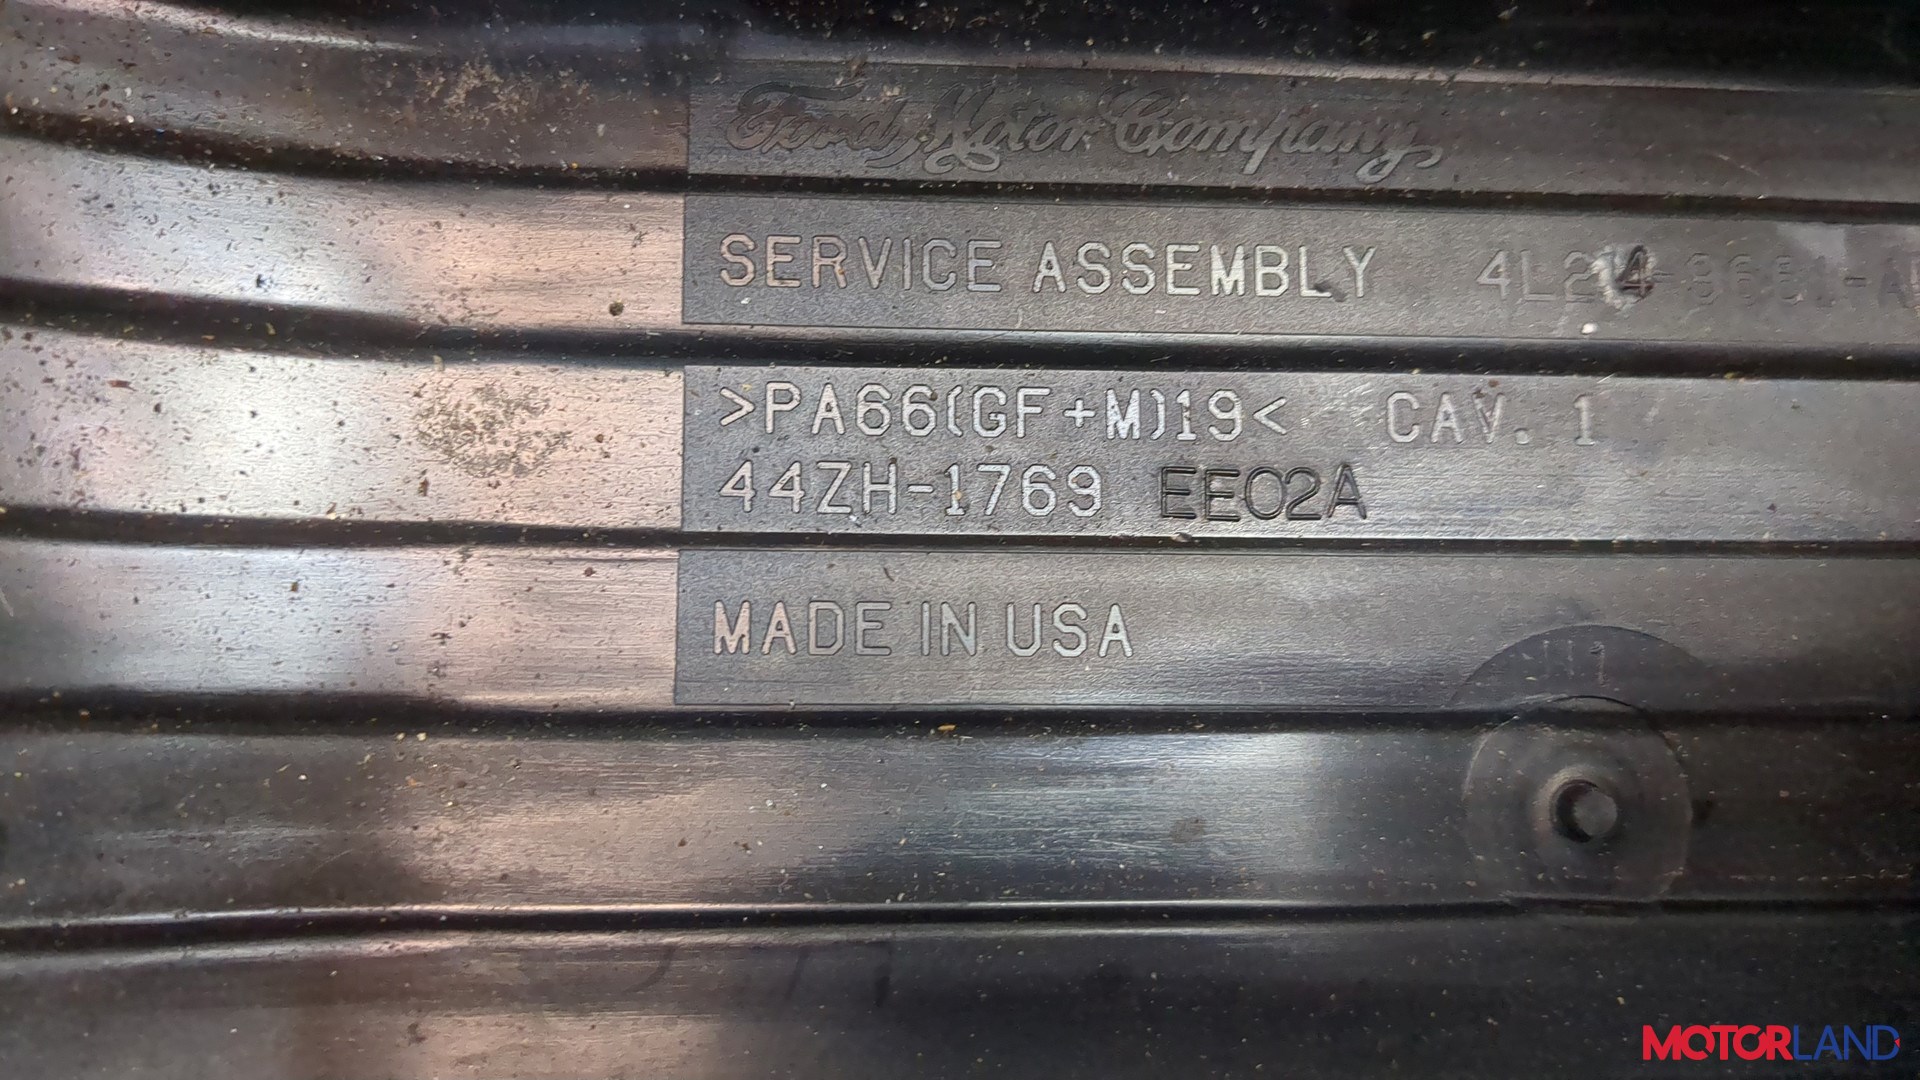 Ford Motor Company
SERVICE ASSEMBLY
>PA66(GF+M)19< CAV. 1
44ZH-1769 EE02A
MADE IN USA
MOTORLAND